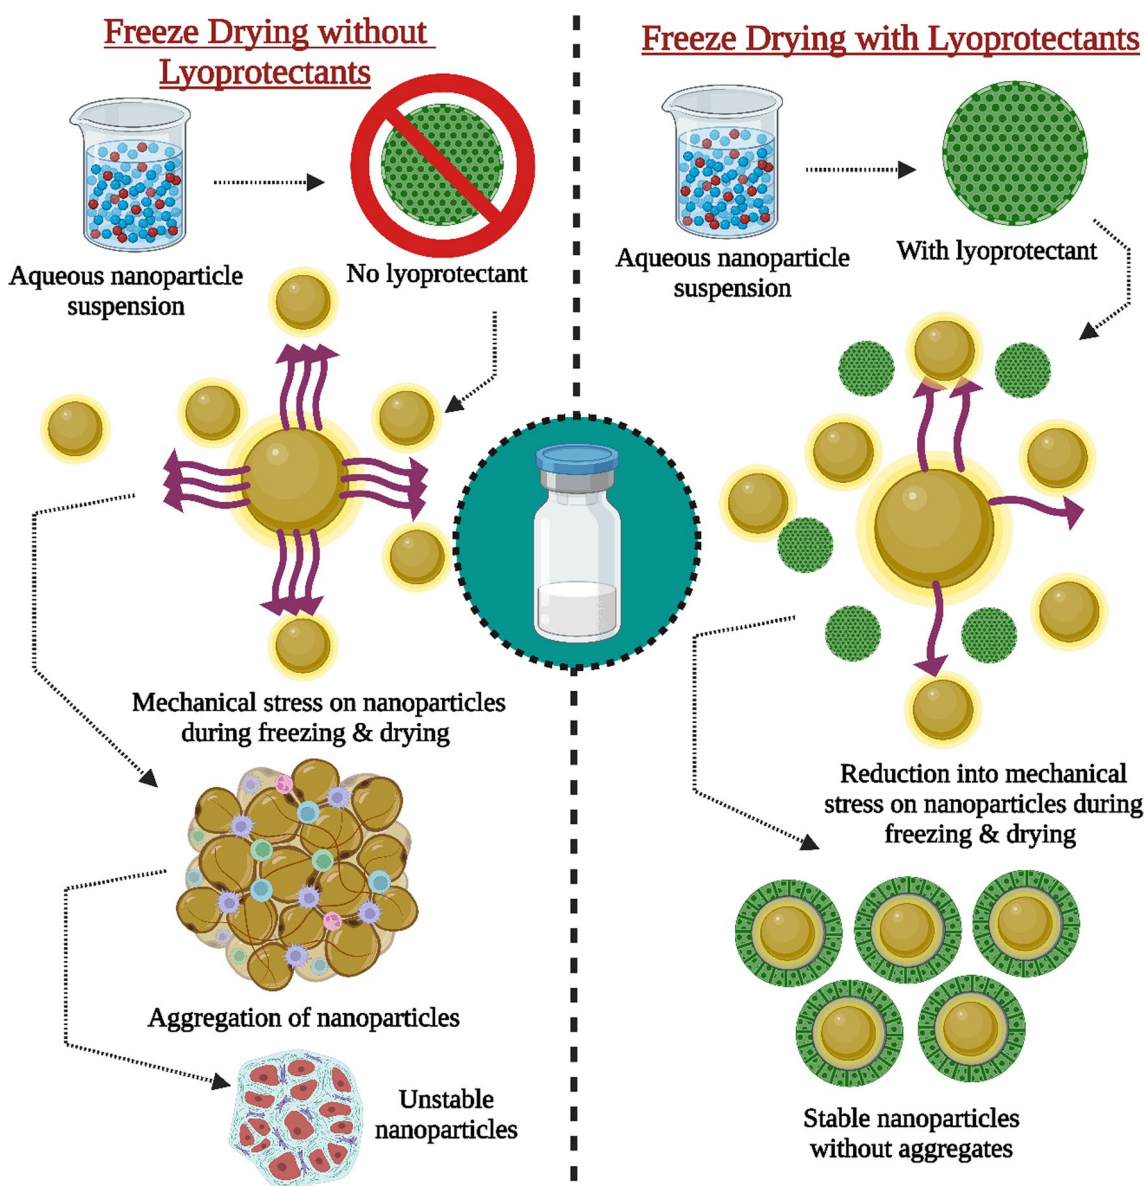 Freeze Drying without
Lyoprotectants
Aqueous nanoparticle
suspension
No lyoprotectant
Mechanical stress on nanoparticles
during freezing & drying
Aggregation of nanoparticles
Unstable
nanoparticles
Freeze Drying with Lyoprotectants
Aqueous nanoparticle
suspension
With lyoprotectant
Reduction into mechanical
stress on nanoparticles during
freezing & drying
Stable nanoparticles
without aggregates